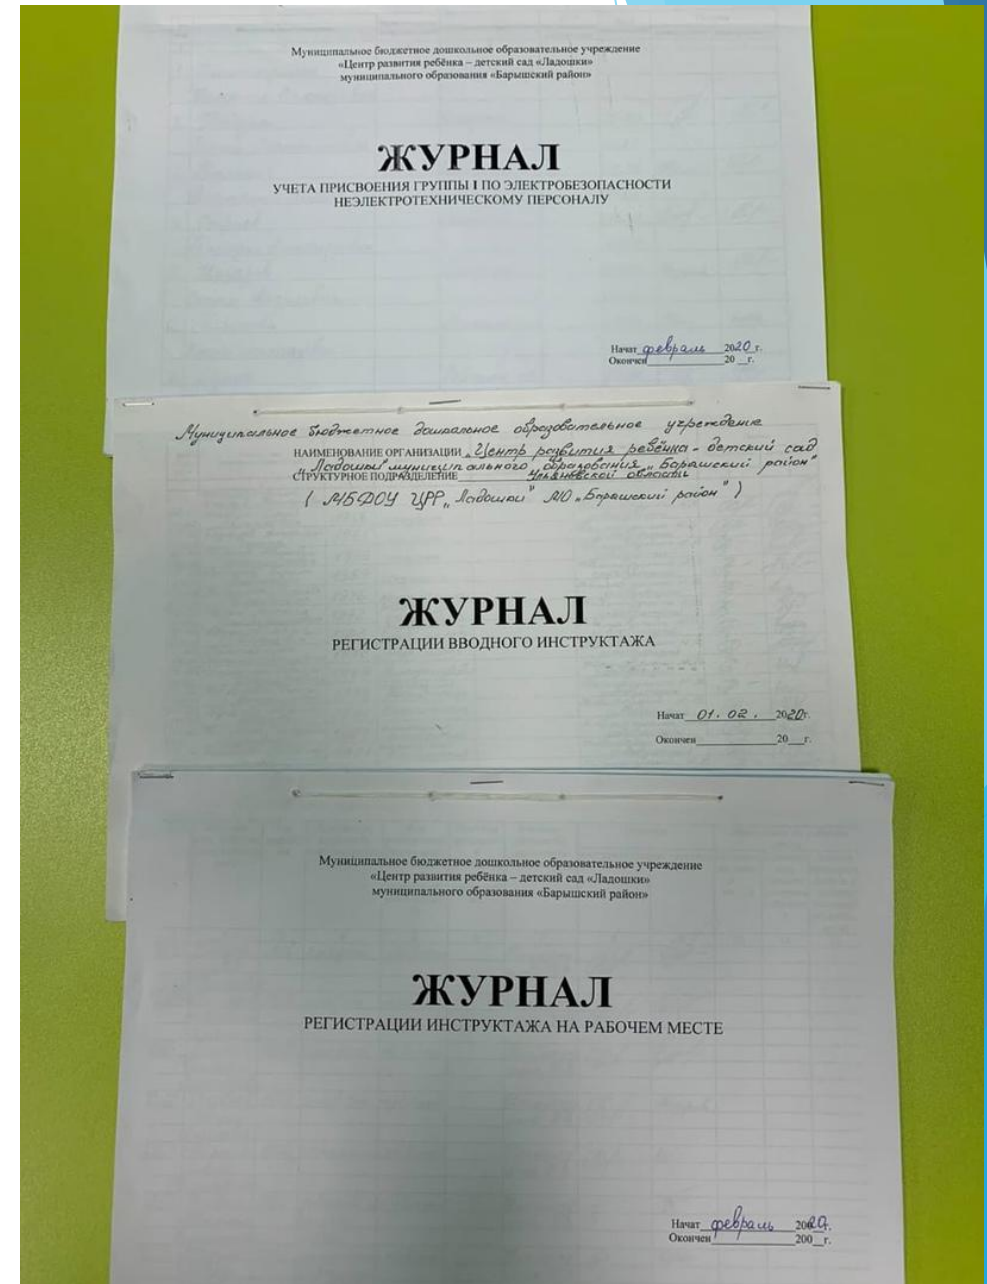 Муниципальное бюджетное дошкольное образовательное учреждение
«Центр развития ребёнка – детский сад «Ладошки»
муниципального образования «Барышский район»
ЖУРНАЛ
УЧЕТА ПРИСВОЕНИЯ ГРУППЫ I ПО ЭЛЕКТРОБЕЗОПАСНОСТИ
НЕЭЛЕКТРОТЕХНИЧЕСКОМУ ПЕРСОНАЛУ
Начат февраль 2020 г.
Окончен 20 г.
Муниципальное бюджетное дошкольное образовательное учреждение
НАИМЕНОВАНИЕ ОРГАНИЗАЦИИ „Центр развития ребёнка - детский сад
„Ладошки" муниципального образования „Барышский район"
СТРУКТУРНОЕ ПОДРАЗДЕЛЕНИЕ Ульяновской области
( МБДОУ ЦРР „Ладошки" МО „Барышский район" )
ЖУРНАЛ
РЕГИСТРАЦИИ ВВОДНОГО ИНСТРУКТАЖА
Начат 01. 02. 2020г.
Окончен 20 г.
Муниципальное бюджетное дошкольное образовательное учреждение
«Центр развития ребёнка – детский сад «Ладошки»
муниципального образования «Барышский район»
ЖУРНАЛ
РЕГИСТРАЦИИ ИНСТРУКТАЖА НА РАБОЧЕМ МЕСТЕ
Начат февраль 2020г.
Окончен 200 г.